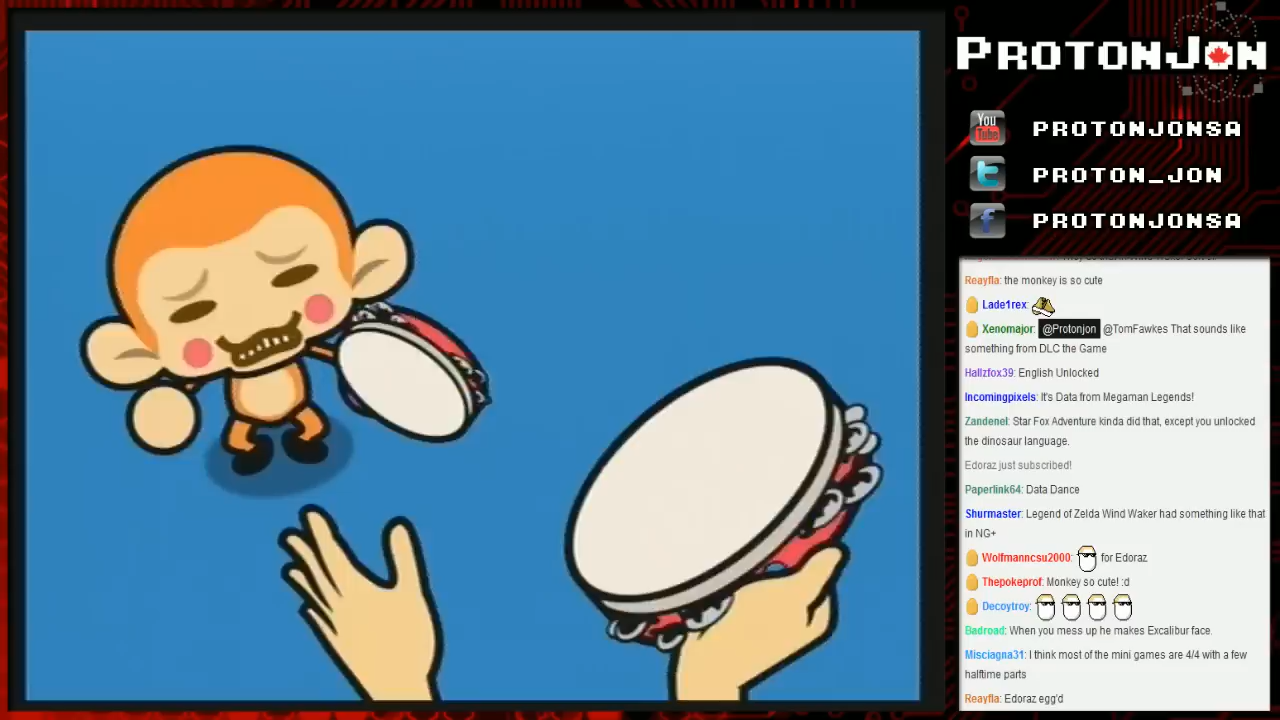 PROTONJON
You Tube
PROTONJONSA
PROTON_JON
PROTONJONSA
Reayfla: the monkey is so cute
Lade1rex:
Xenomajor: @Protonjon @TomFawkes That sounds like
something from DLC the Game
Hallzfox39: English Unlocked
Incomingpixels: It's Data from Megaman Legends!
Zandenel: Star Fox Adventure kinda did that, except you unlocked
the dinosaur language.
Edoraz just subscribed!
Paperlink64: Data Dance
Shurmaster: Legend of Zelda Wind Waker had something like that
in NG+
Wolfmanncsu2000: for Edoraz
Thepokeprof: Monkey so cute! :d
Decoytroy:
Badroad: When you mess up he makes Excalibur face.
Misciagna31: I think most of the mini games are 4/4 with a few
halftime parts
Reayfla: Edoraz egg'd